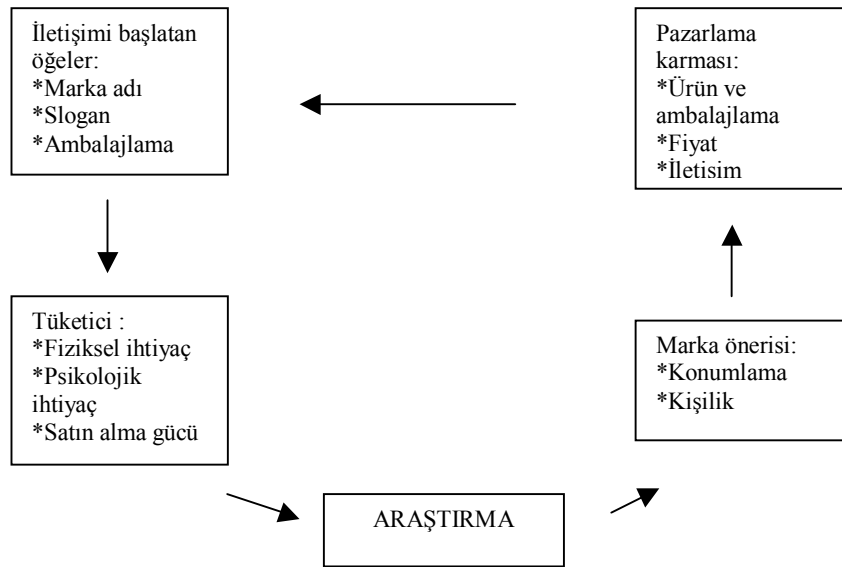 İletişimi başlatan
öğeler:
*Marka adı
*Slogan
*Ambalajlama
Pazarlama
karması:
*Ürün ve
ambalajlama
*Fiyat
*İletisim
Tüketici :
*Fiziksel ihtiyaç
*Psikolojik
ihtiyaç
*Satın alma gücü
Marka önerisi:
*Konumlama
*Kişilik
ARAŞTIRMA